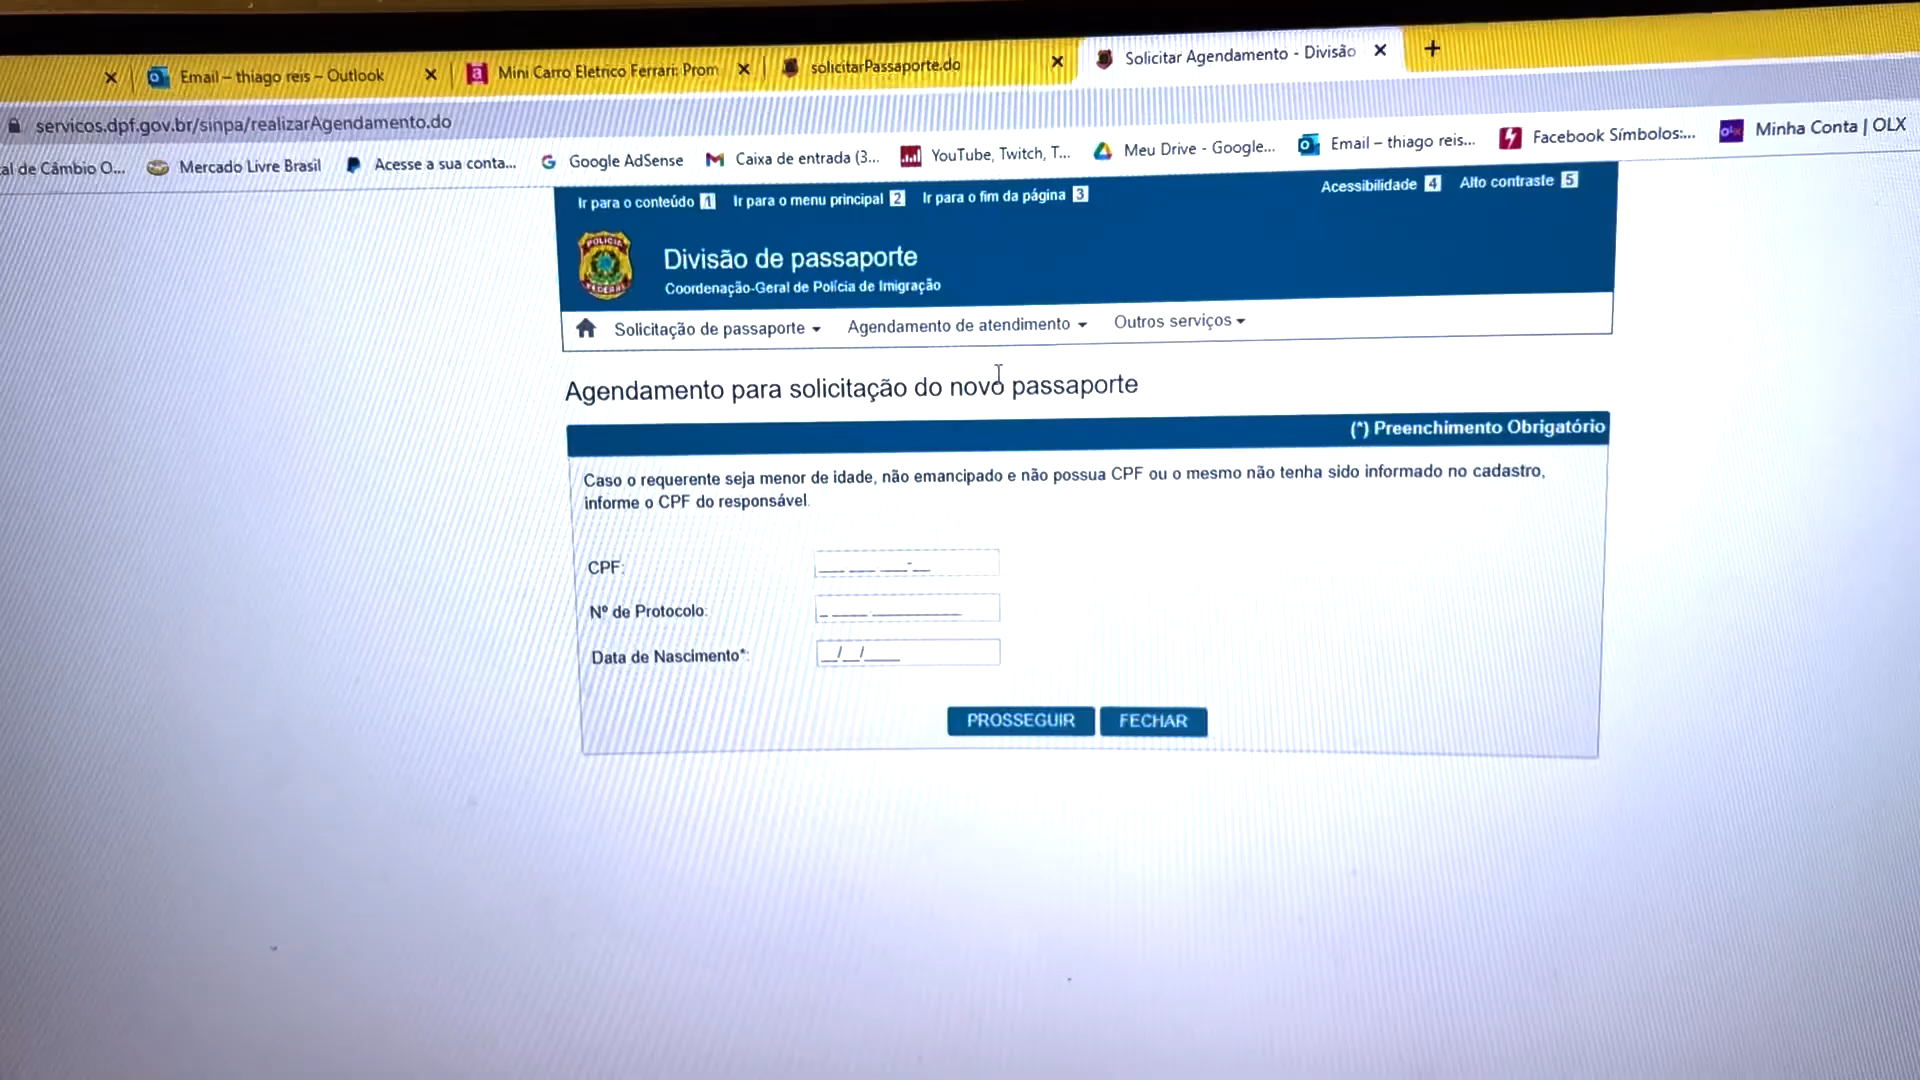 Email – thiago reis – Outlook
Mini Carro Eletrico Ferrari: Prom
solicitarPassaporte.do
Solicitar Agendamento - Divisão
servicos.dpf.gov.br/sinpa/realizarAgendamento.do
al de Câmbio O...
Mercado Livre Brasil
Acesse a sua conta...
Google AdSense
Caixa de entrada (3...
YouTube, Twitch, T...
Meu Drive - Google...
Email – thiago reis...
Facebook Símbolos:...
Minha Conta | OLX
Ir para o conteúdo 1 Ir para o menu principal 2 Ir para o fim da página 3
Acessibilidade 4 Alto contraste 5
POLÍCIA
FEDERAL
Divisão de passaporte
Coordenação-Geral de Polícia de Imigração
Solicitação de passaporte
Agendamento de atendimento
Outros serviços
Agendamento para solicitação do novo passaporte
(*) Preenchimento Obrigatório
Caso o requerente seja menor de idade, não emancipado e não possua CPF ou o mesmo não tenha sido informado no cadastro,
informe o CPF do responsável.
CPF:
Nº de Protocolo:
Data de Nascimento*: __/__/____
PROSSEGUIR
FECHAR